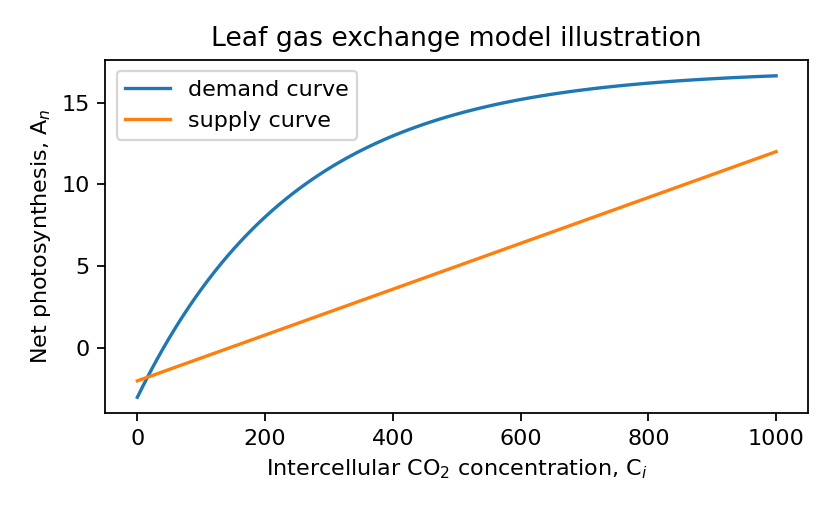 Leaf gas exchange model illustration
demand curve
supply curve
Net photosynthesis, Aₙ
15
10
5
0
0 200 400 600 800 1000
Intercellular CO₂ concentration, Cᵢ